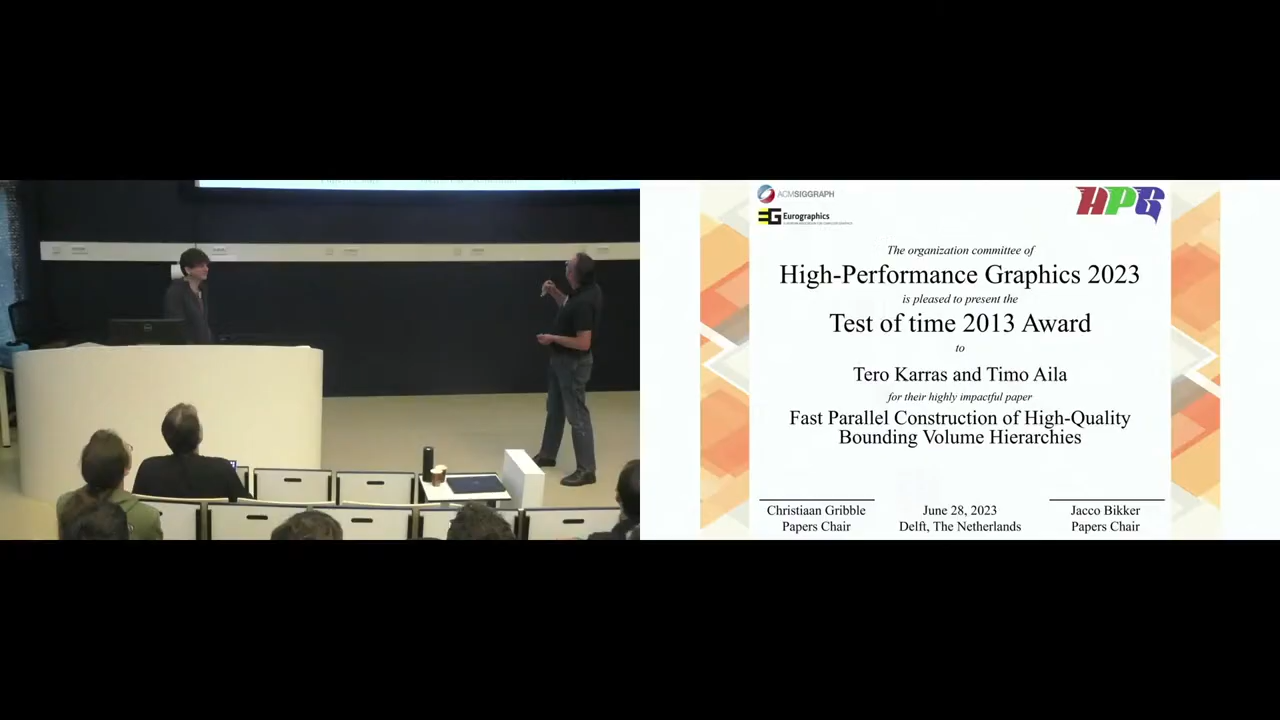 ACMSIGGRAPH
HPG
EG Eurographics
The organization committee of
High-Performance Graphics 2023
is pleased to present the
Test of time 2013 Award
to
Tero Karras and Timo Aila
for their highly impactful paper
Fast Parallel Construction of High-Quality
Bounding Volume Hierarchies
Christiaan Gribble
Papers Chair
June 28, 2023
Delft, The Netherlands
Jacco Bikker
Papers Chair